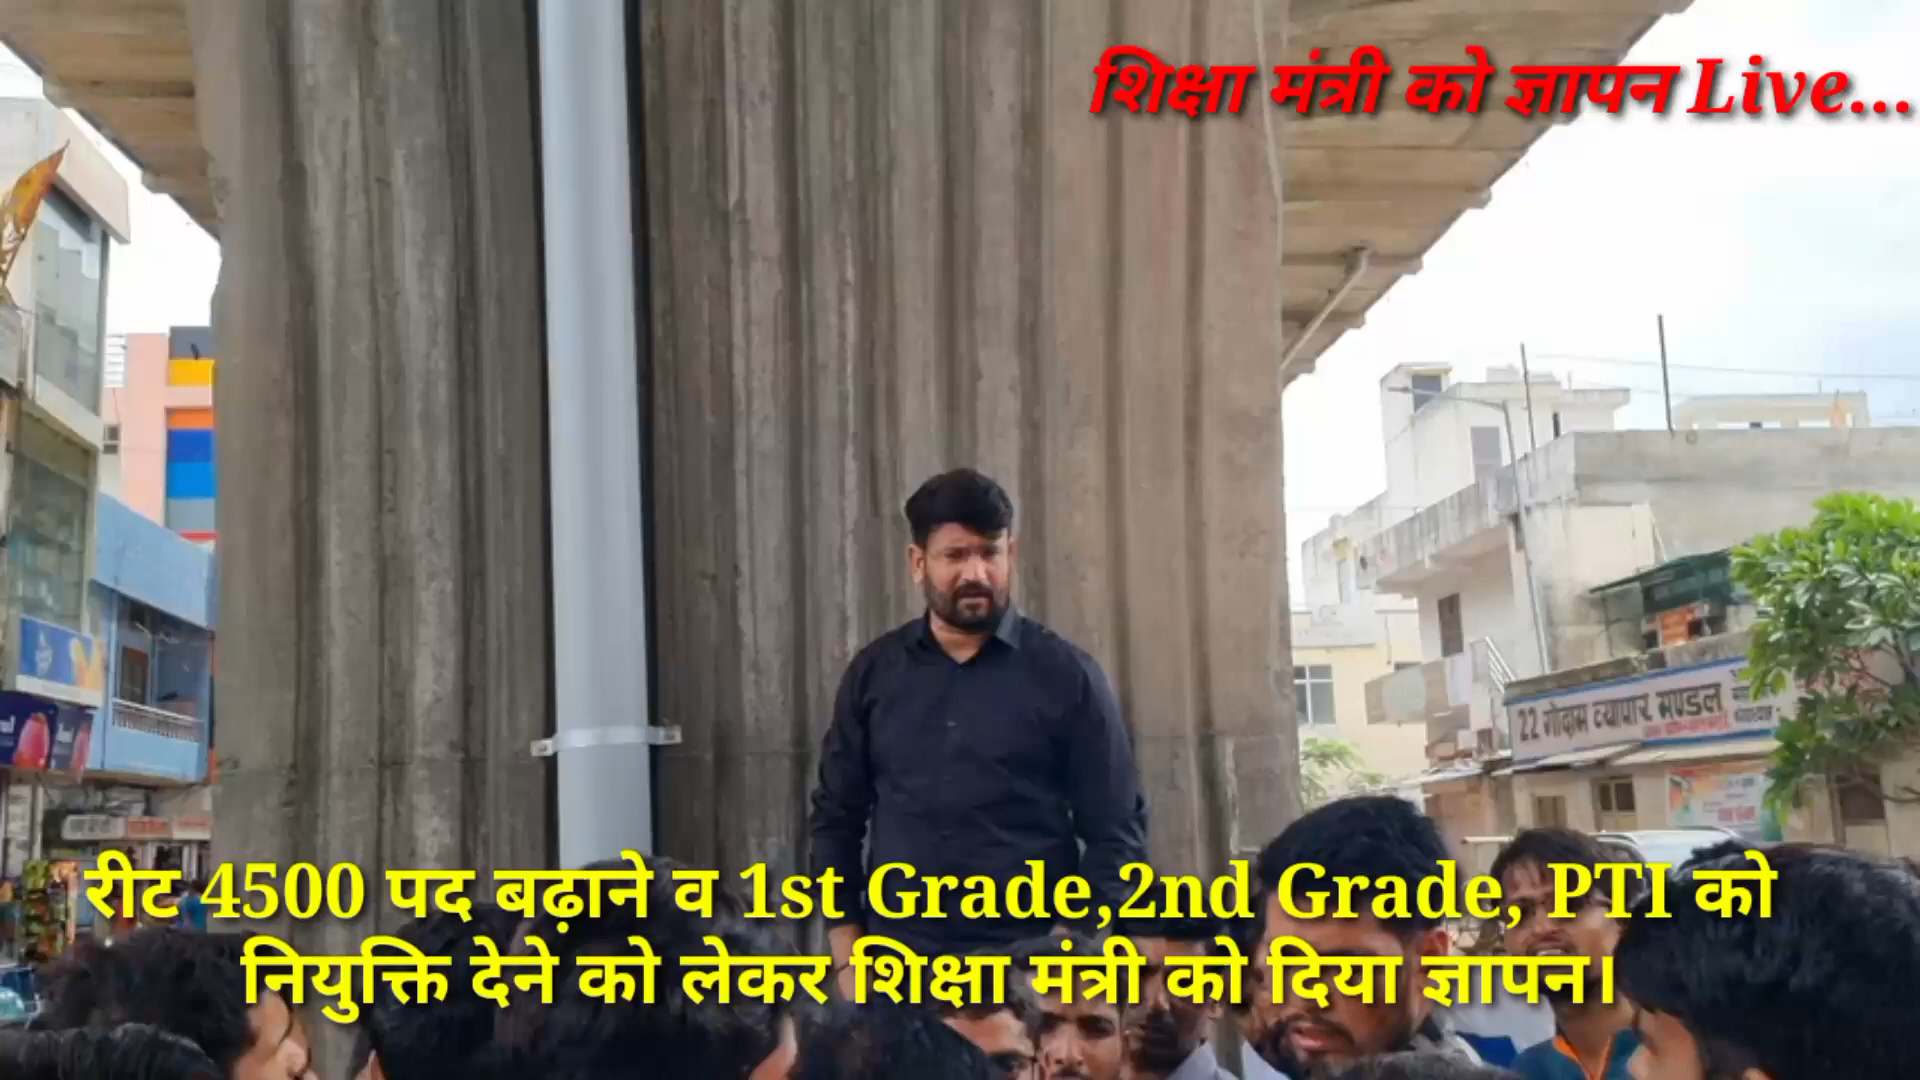 शिक्षा मंत्री को ज्ञापन Live...
22 गोदाम व्यापार मण्डल
रीट 4500 पद बढ़ाने व 1st Grade,2nd Grade, PTI को
नियुक्ति देने को लेकर शिक्षा मंत्री को दिया ज्ञापन।